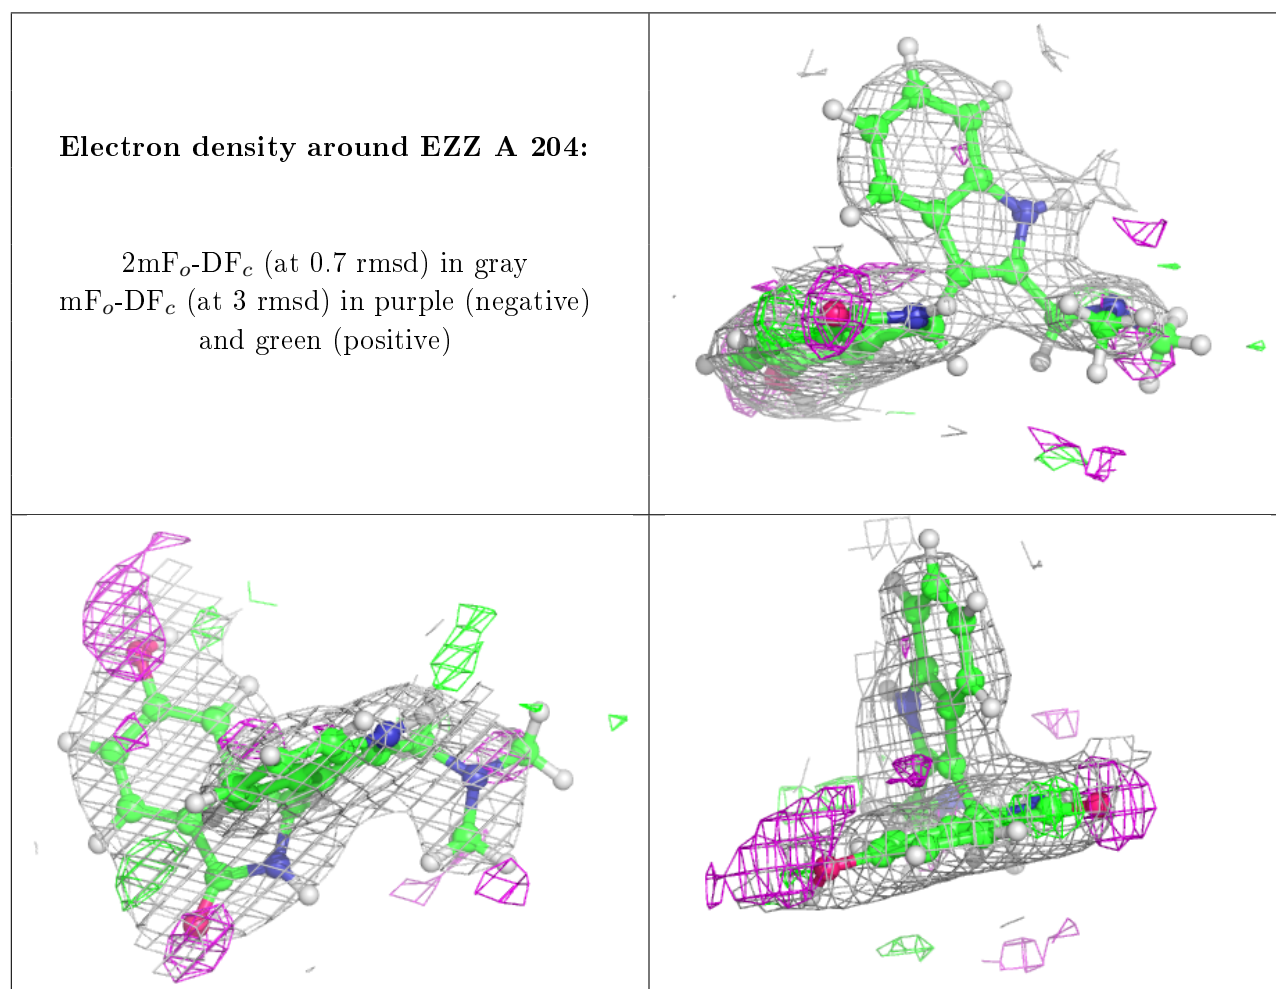 Electron density around EZZ A 204:
2mFo-DFc (at 0.7 rmsd) in gray
mFo-DFc (at 3 rmsd) in purple (negative)
and green (positive)